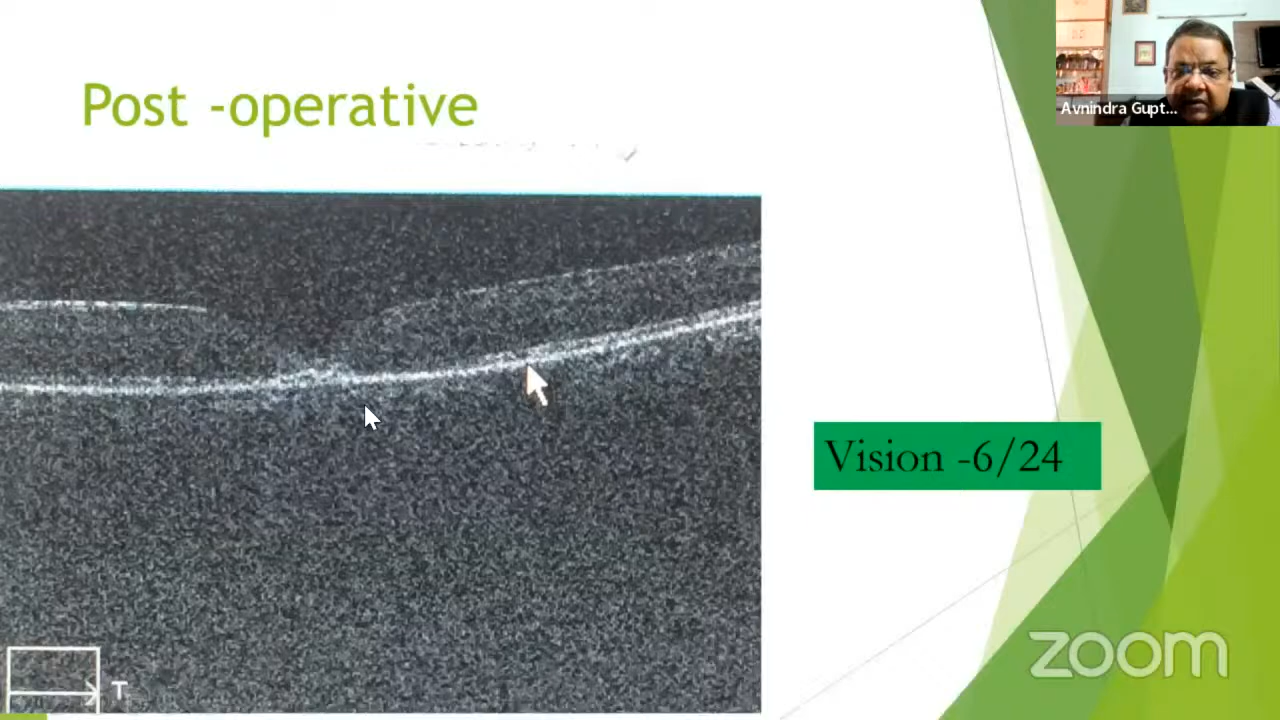 Post -operative
Avnindra Gupt...
Vision -6/24
T
zoom